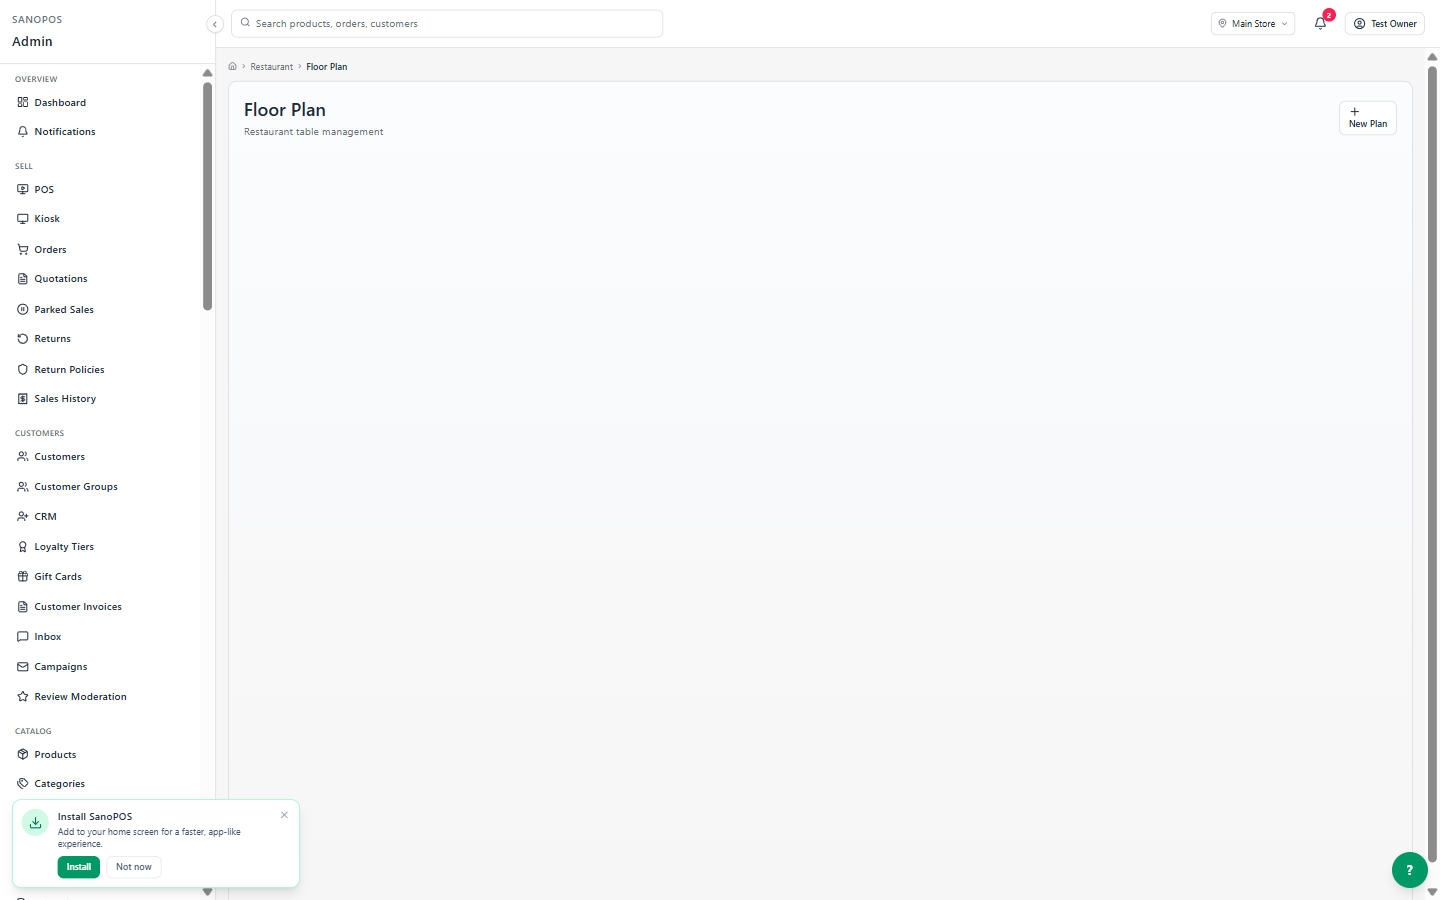 SANOPOS
Admin
Search products, orders, customers
Main Store
2
Test Owner
OVERVIEW
Dashboard
Notifications
SELL
POS
Kiosk
Orders
Quotations
Parked Sales
Returns
Return Policies
Sales History
CUSTOMERS
Customers
Customer Groups
CRM
Loyalty Tiers
Gift Cards
Customer Invoices
Inbox
Campaigns
Review Moderation
CATALOG
Products
Categories
Restaurant
Floor Plan
Floor Plan
Restaurant table management
New Plan
Install SanoPOS
Add to your home screen for a faster, app-like
experience.
Install
Not now
?